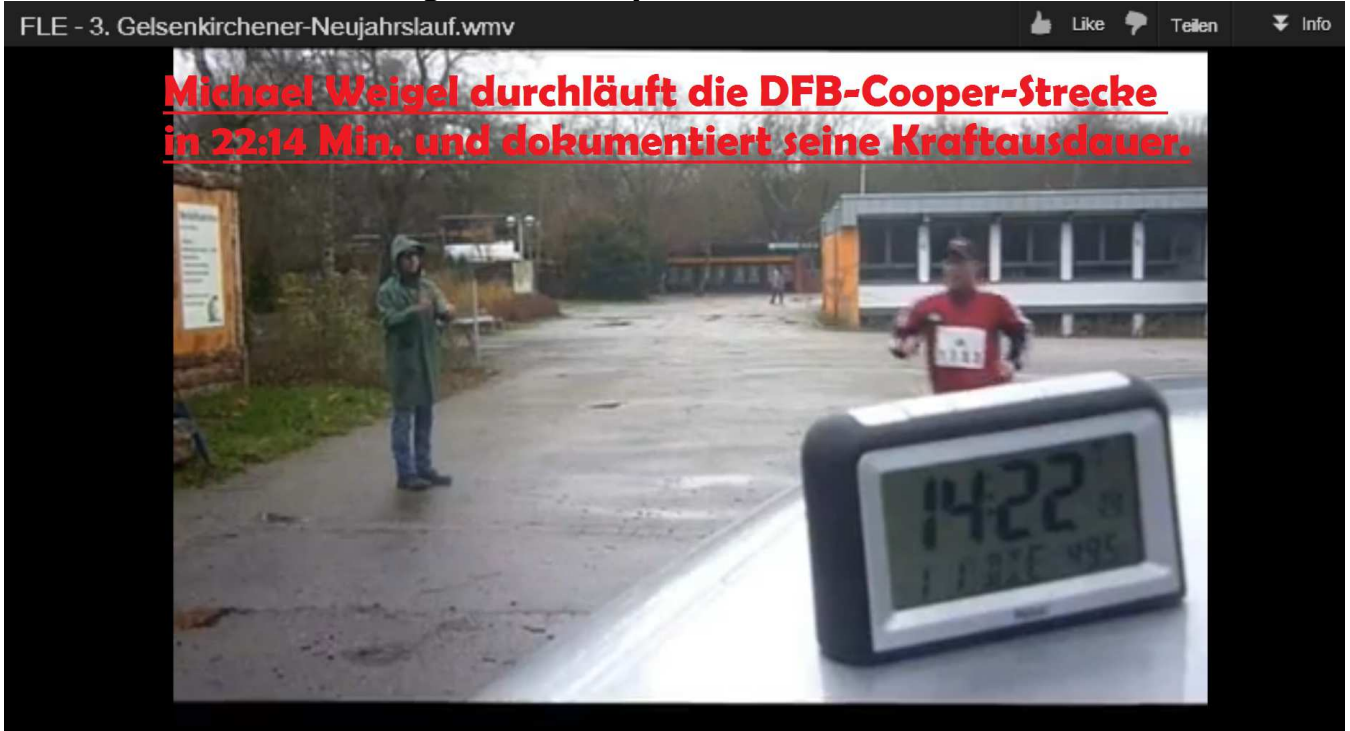 FLE - 3. Gelsenkirchener-Neujahrslauf.wmv
Like
Teilen
Info
Michael Weigel durchläuft die DFB-Cooper-Strecke
in 22:14 Min. und dokumentiert seine Kraftausdauer.
14:22